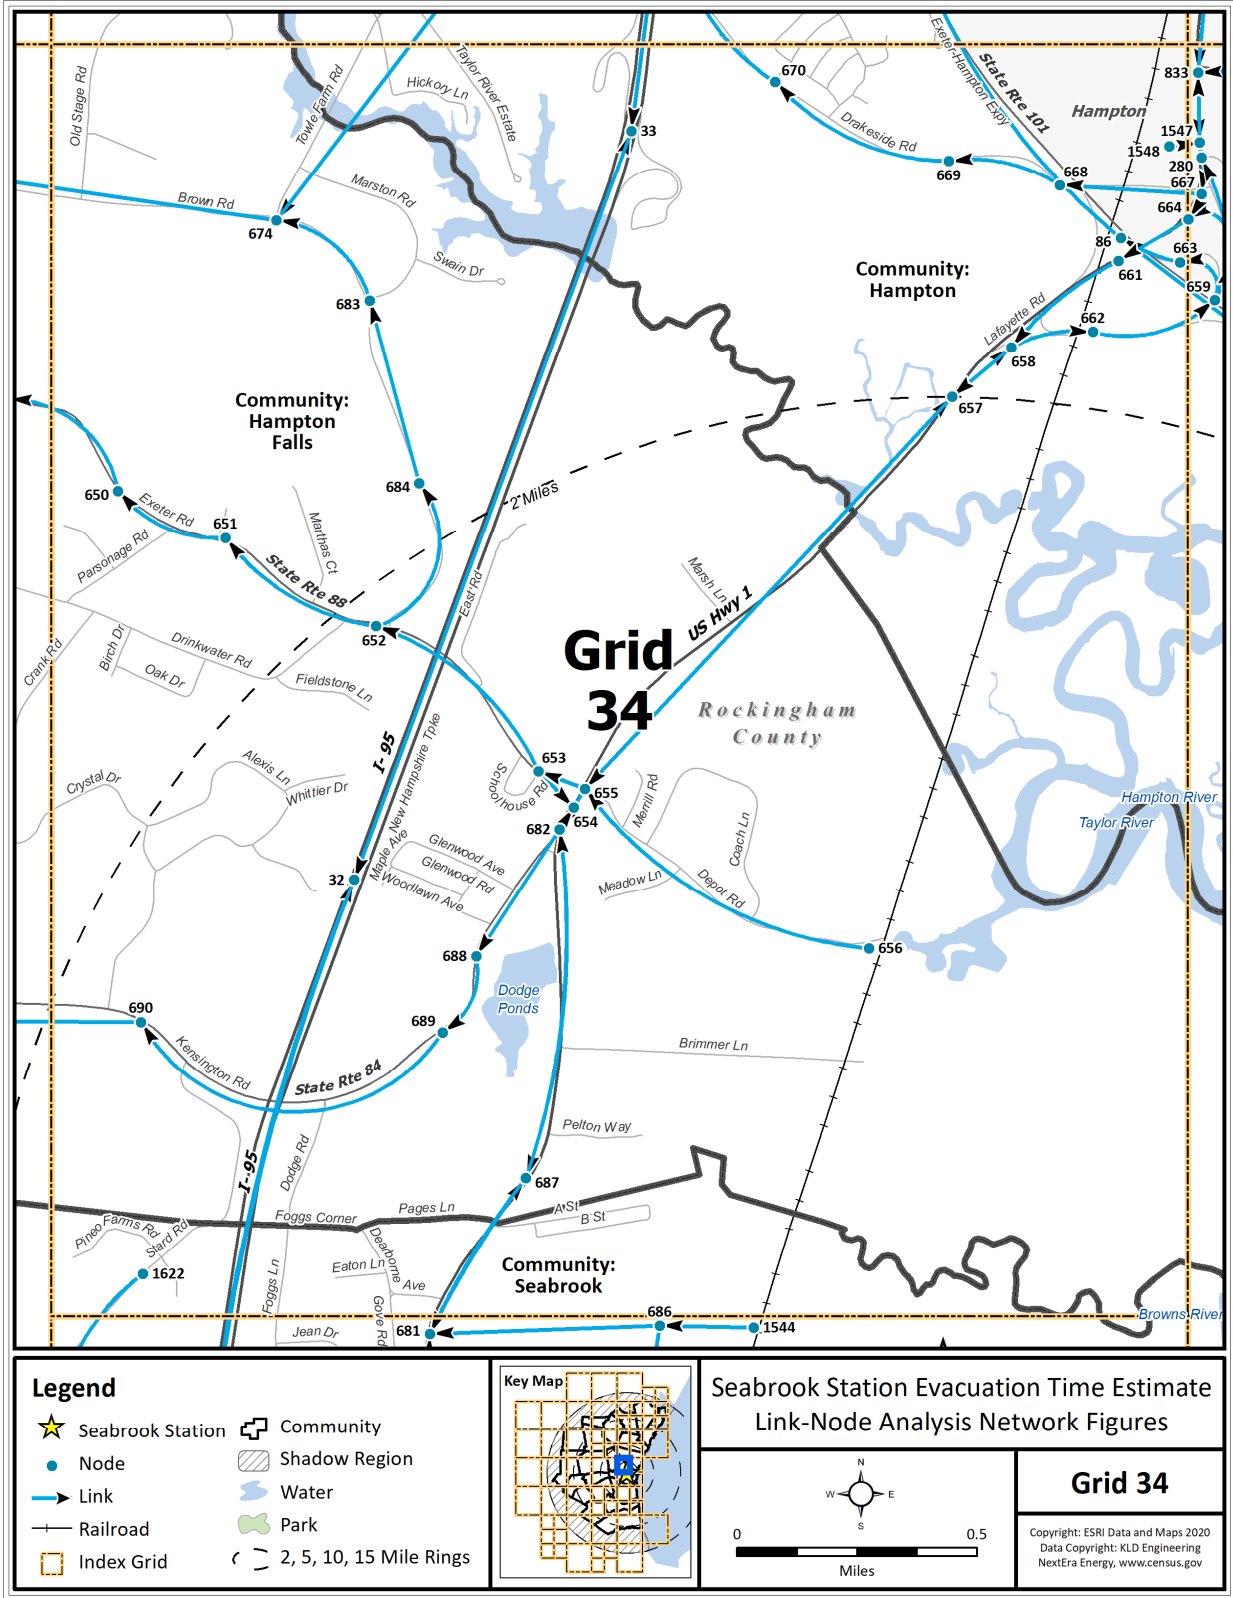 Old Stage Rd
Towle Farm Rd
Hickory Ln
Taylor River Estate
33
670
Drakeside Rd
Exeter-Hampton Expy
State Rte 101
Hampton
833
1547
1548
280
667
669
668
664
Brown Rd
Marston Rd
674
Swain Dr
86
663
661
659
Community:
Hampton
683
Lafayette Rd
662
658
657
Community:
Hampton
Falls
684
2 Miles
650
Exeter Rd
651
Parsonage Rd
Marthas Ct
State Rte 88
East Rd
Marsh Ln
US Hwy 1
652
Crank Rd
Birch Dr
Drinkwater Rd
Oak Dr
Fieldstone Ln
Grid
34
Rockingham
County
I-95
New Hampshire Tpke
Crystal Dr
Alexis Ln
Whittier Dr
653
Schoolhouse Rd
655
654
682
Merrill Rd
Coach Ln
Hampton River
Taylor River
Maple Ave
Glenwood Ave
Glenwood Rd
Woodlawn Ave
32
Meadow Ln
Depot Rd
656
688
Dodge
Ponds
690
689
Kensington Rd
State Rte 84
Brimmer Ln
I-95
Dodge Rd
Pelton Way
687
Pineo Farms Rd
Stard Rd
Foggs Corner
Pages Ln
A St
B St
1622
Foggs Ln
Dearborne
Ave
Eaton Ln
Gove Rd
Community:
Seabrook
Browns River
Jean Dr
681
686
1544
Legend
Seabrook Station
Node
Link
Railroad
Index Grid
Community
Shadow Region
Water
Park
2, 5, 10, 15 Mile Rings
Key Map
Seabrook Station Evacuation Time Estimate
Link-Node Analysis Network Figures
N
W
E
S
0
0.5
Miles
Grid 34
Copyright: ESRI Data and Maps 2020
Data Copyright: KLD Engineering
NextEra Energy, www.census.gov